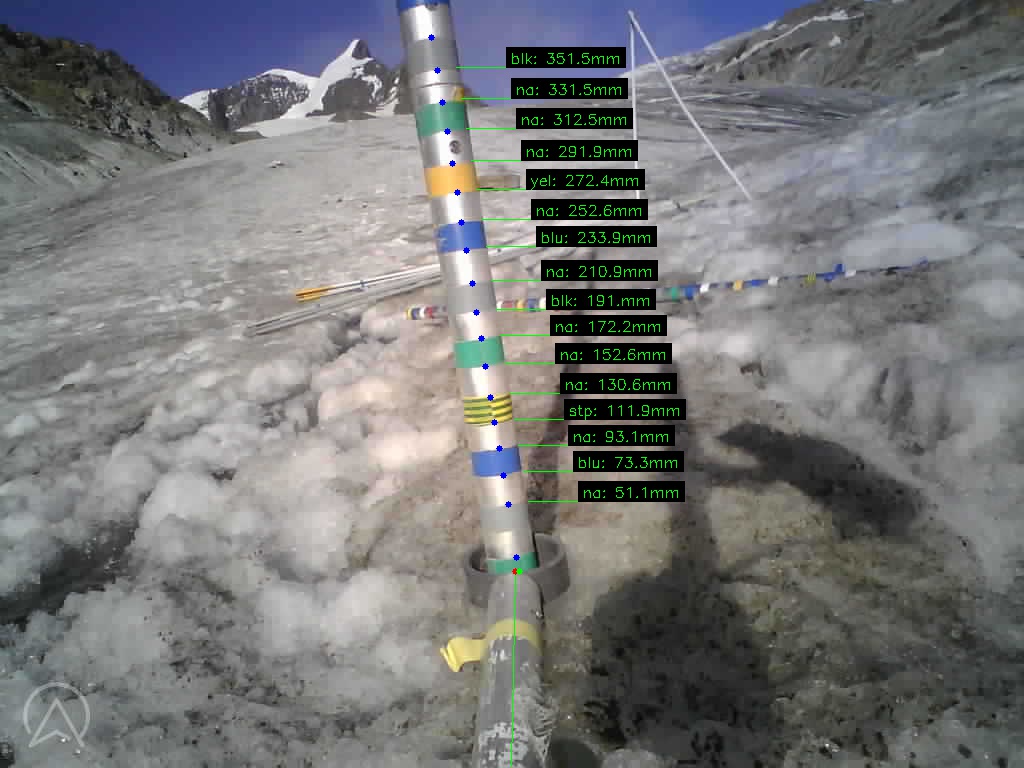 blk: 351.5mm
na: 331.5mm
na: 312.5mm
na: 291.9mm
yel: 272.4mm
na: 252.6mm
blu: 233.9mm
na: 210.9mm
blk: 191.mm
na: 172.2mm
na: 152.6mm
na: 130.6mm
stp: 111.9mm
na: 93.1mm
blu: 73.3mm
na: 51.1mm